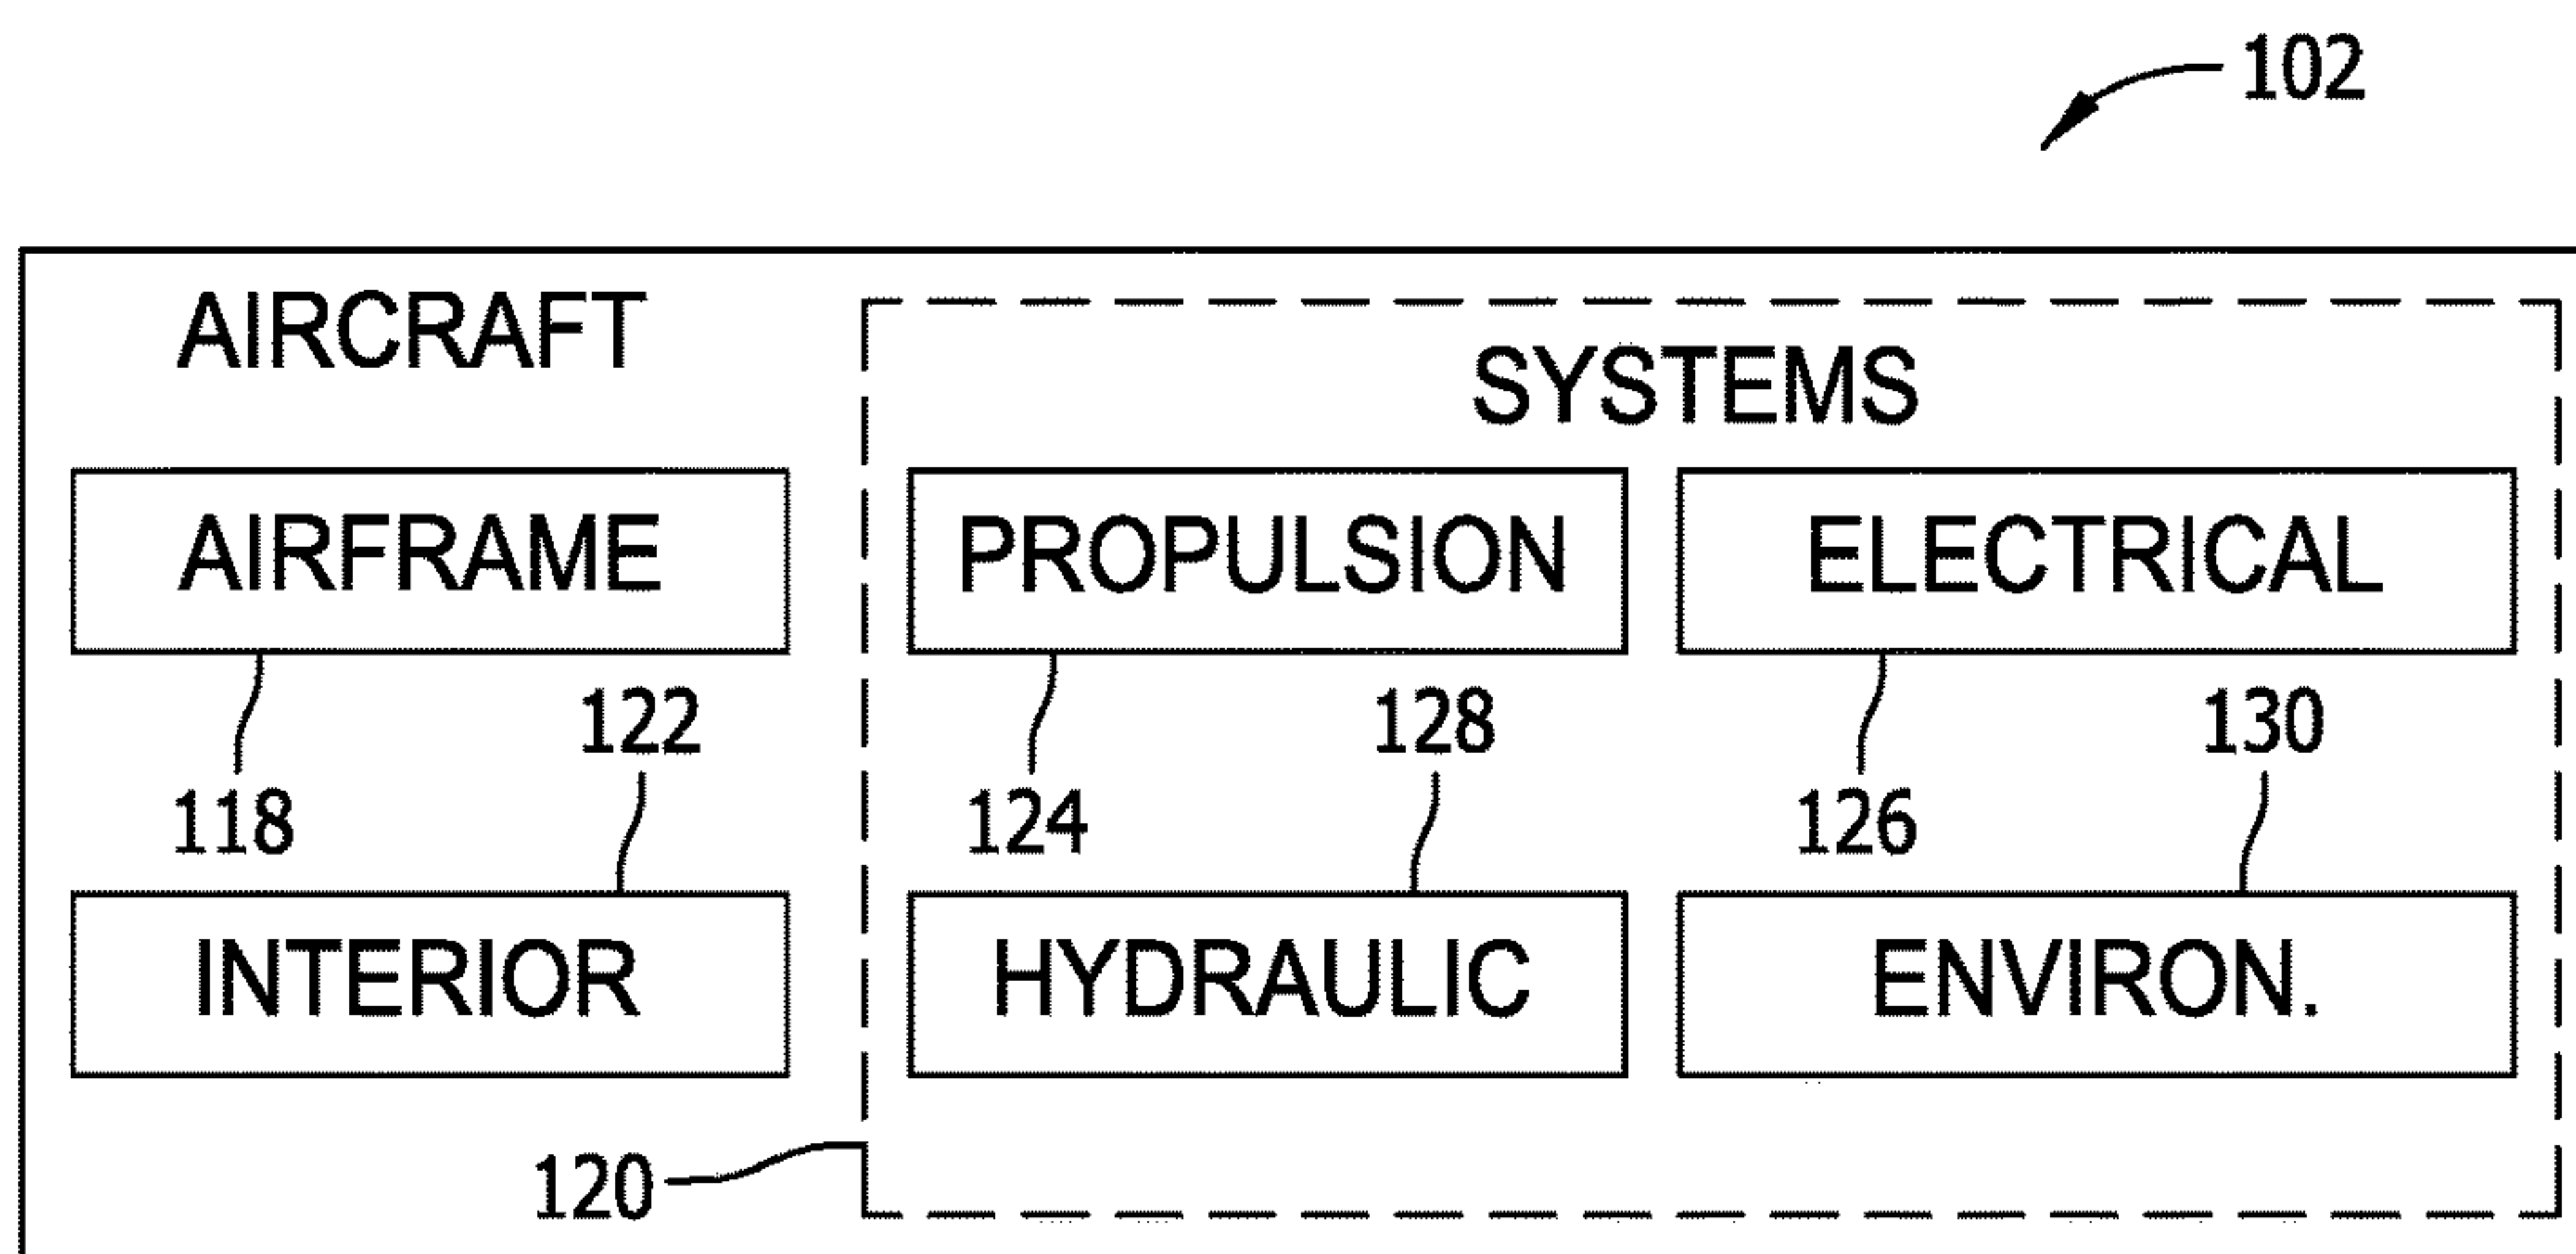 102
AIRCRAFT
SYSTEMS
AIRFRAME
PROPULSION
ELECTRICAL
122
128
130
118
124
126
INTERIOR
HYDRAULIC
ENVIRON.
120